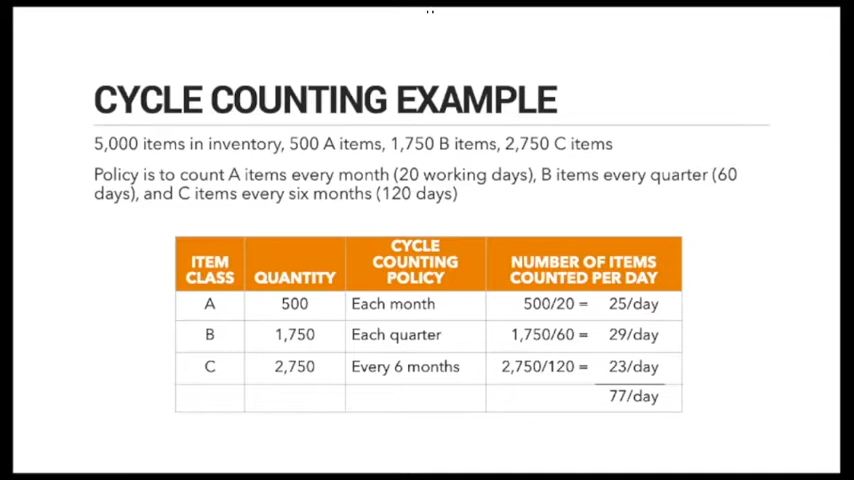 CYCLE COUNTING EXAMPLE
5,000 items in inventory, 500 A items, 1,750 B items, 2,750 C items
Policy is to count A items every month (20 working days), B items every quarter (60
days), and C items every six months (120 days)
ITEM CLASS QUANTITY CYCLE COUNTING POLICY NUMBER OF ITEMS COUNTED PER DAY
A 500 Each month 500/20 = 25/day
B 1,750 Each quarter 1,750/60 = 29/day
C 2,750 Every 6 months 2,750/120 = 23/day
77/day